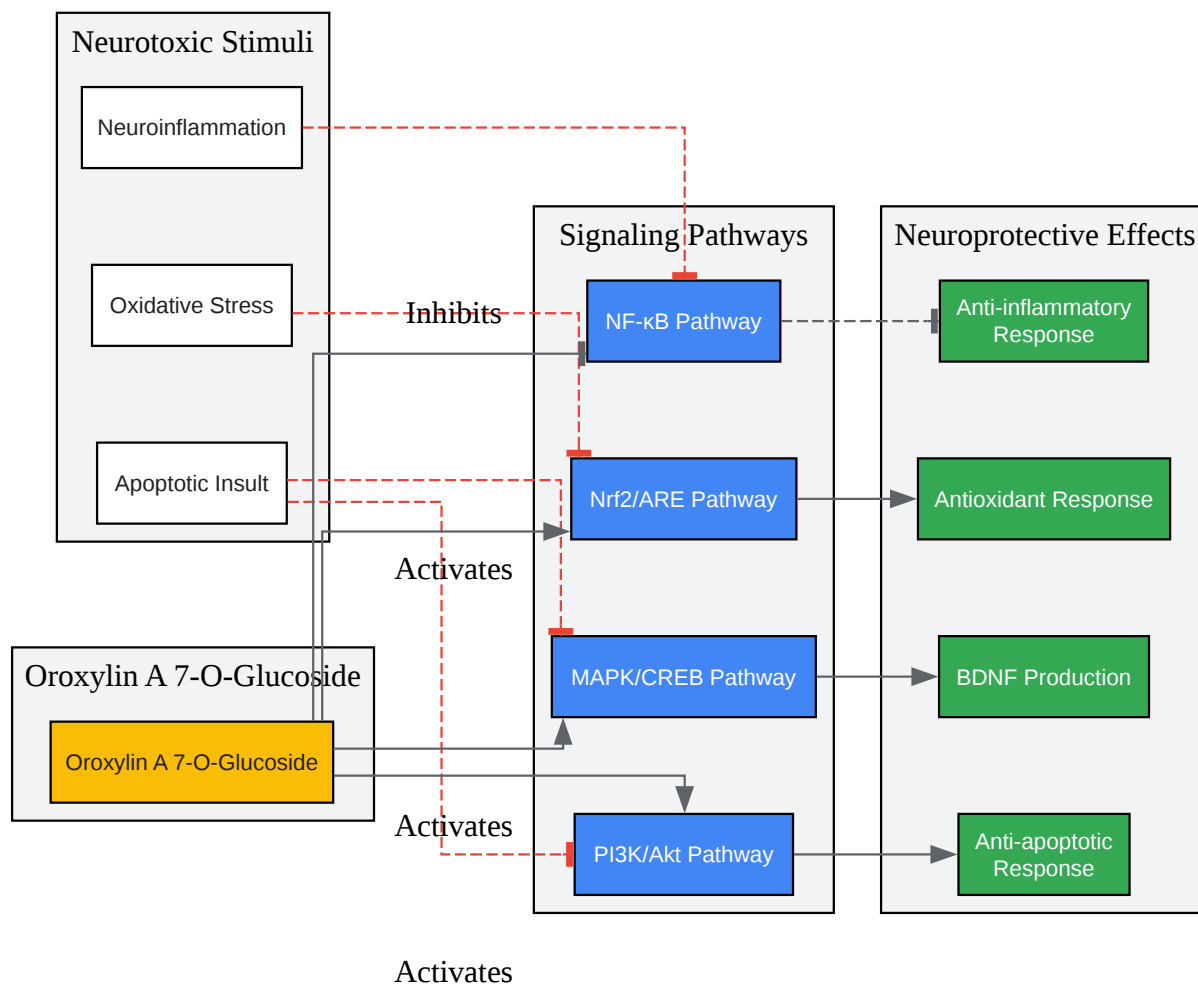 Neurotoxic Stimuli
Neuroinflammation
Oxidative Stress
Apoptotic Insult
Oroxylin A 7-O-Glucoside
Oroxylin A 7-O-Glucoside
Inhibits
Activates
Activates
Activates
Signaling Pathways
NF-κB Pathway
Nrf2/ARE Pathway
MAPK/CREB Pathway
PI3K/Akt Pathway
Neuroprotective Effects
Anti-inflammatory
Response
Antioxidant Response
BDNF Production
Anti-apoptotic
Response